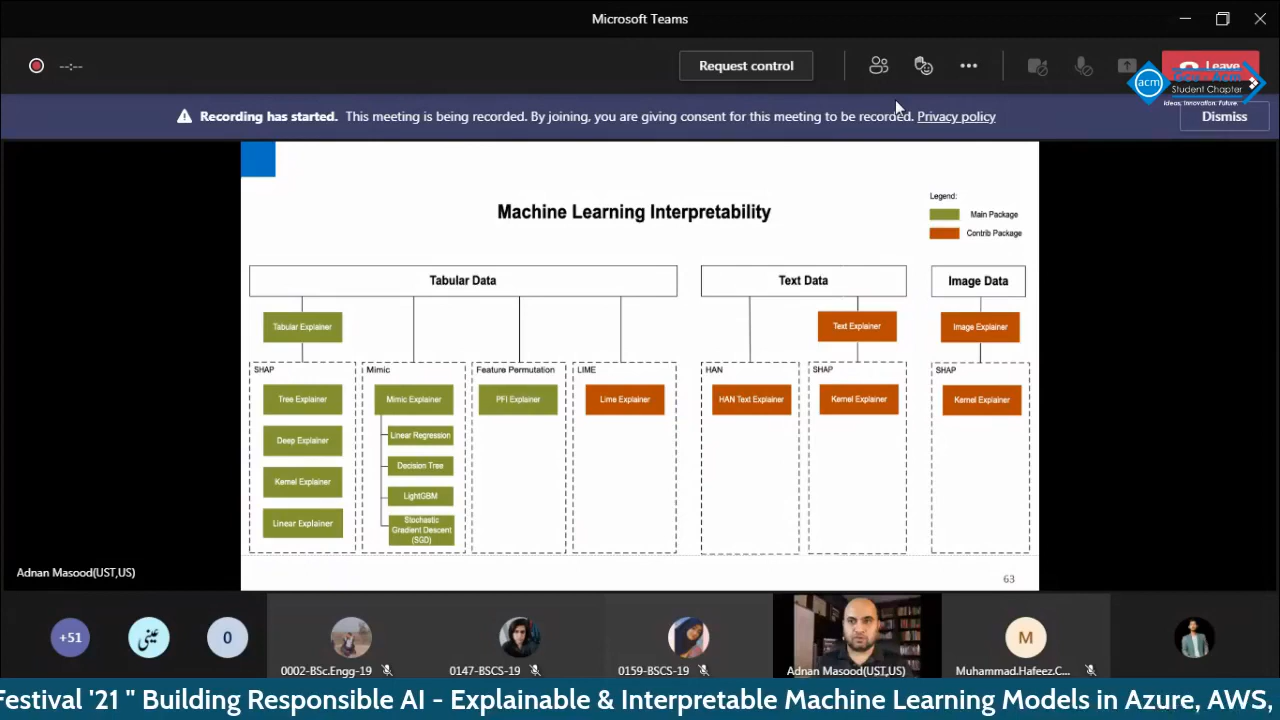 Microsoft Teams
--:--
Request control
Leave
acm
Student Chapter
Ideas. Innovation. Future.
Recording has started. This meeting is being recorded. By joining, you are giving consent for this meeting to be recorded. Privacy policy
Dismiss
Machine Learning Interpretability
Legend:
Main Package
Contrib Package
Tabular Data
Text Data
Image Data
Tabular Explainer
Text Explainer
Image Explainer
SHAP
Tree Explainer
Deep Explainer
Kernel Explainer
Linear Explainer
Mimic
Mimic Explainer
Linear Regression
Decision Tree
LightGBM
Stochastic
Gradient Descent
(SGD)
Feature Permutation
PFI Explainer
LIME
Lime Explainer
HAN
HAN Text Explainer
SHAP
Kernel Explainer
SHAP
Kernel Explainer
63
Adnan Masood(UST,US)
+51
عینی
0
0002-BSc.Engg-19
0147-BSCS-19
0159-BSCS-19
Adnan Masood(UST,US)
M
Muhammad.Hafeez.C...
Festival '21 " Building Responsible AI - Explainable & Interpretable Machine Learning Models in Azure, AWS,